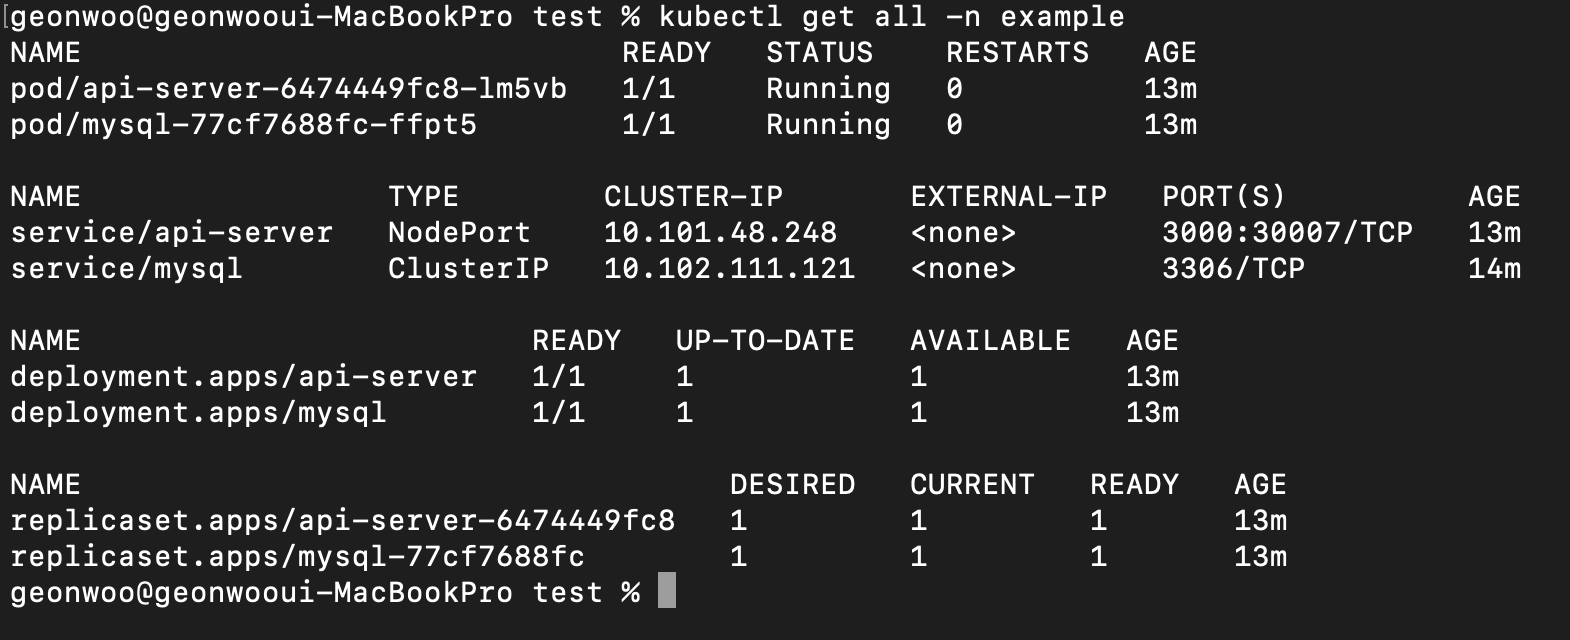 [geonwoo@geonwooui-MacBookPro test % kubectl get all -n example
NAME                              READY   STATUS    RESTARTS   AGE
pod/api-server-6474449fc8-lm5vb   1/1     Running   0          13m
pod/mysql-77cf7688fc-ffpt5        1/1     Running   0          13m

NAME                 TYPE        CLUSTER-IP       EXTERNAL-IP   PORT(S)          AGE
service/api-server   NodePort    10.101.48.248    <none>        3000:30007/TCP   13m
service/mysql        ClusterIP   10.102.111.121   <none>        3306/TCP         14m

NAME                         READY   UP-TO-DATE   AVAILABLE   AGE
deployment.apps/api-server   1/1     1            1           13m
deployment.apps/mysql        1/1     1            1           13m

NAME                                    DESIRED   CURRENT   READY   AGE
replicaset.apps/api-server-6474449fc8   1         1         1       13m
replicaset.apps/mysql-77cf7688fc        1         1         1       13m
geonwoo@geonwooui-MacBookPro test %